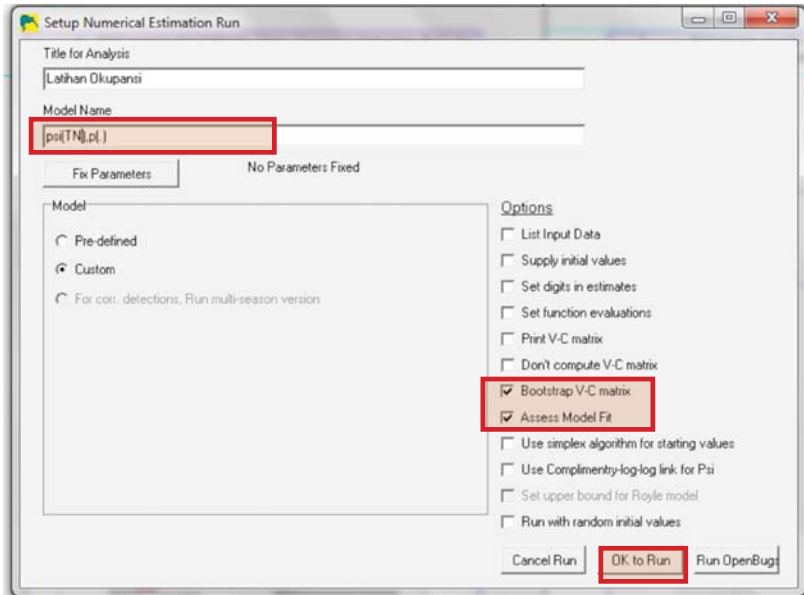 Setup Numerical Estimation Run
Title for Analysis
Latihan Okupansi
Model Name
psi(TN),p(.)
Fix Parameters
No Parameters Fixed
Model
Pre-defined
Custom
For corr. detections, Run multi-season version
Options
List Input Data
Supply initial values
Set digits in estimates
Set function evaluations
Print V-C matrix
Don't compute V-C matrix
Bootstrap V-C matrix
Assess Model Fit
Use simplex algorithm for starting values
Use Complimentry-log-log link for Psi
Set upper bound for Royle model
Run with random initial values
Cancel Run
OK to Run
Run OpenBugs